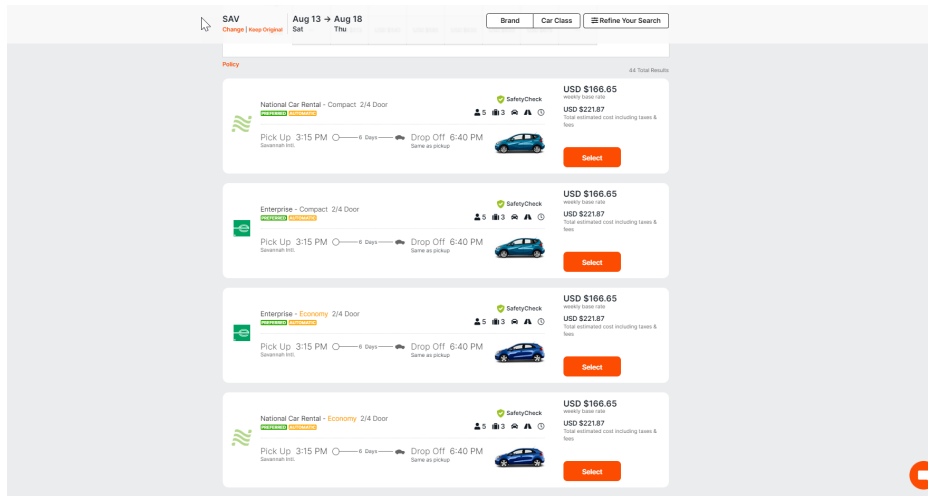 SAV
Aug 13 → Aug 18
Change | Keep Original
Sat
Thu
Brand
Car Class
Refine Your Search
Policy
44 Total Results
National Car Rental - Compact 2/4 Door
PREFERRED AUTOMATIC
SafetyCheck
5
3
Pick Up 3:15 PM
6 Days
Drop Off 6:40 PM
Savannah Intl.
Same as pickup
USD $166.65
weekly base rate
USD $221.87
Total estimated cost including taxes &
fees
Select
Enterprise - Compact 2/4 Door
PREFERRED AUTOMATIC
SafetyCheck
5
3
Pick Up 3:15 PM
6 Days
Drop Off 6:40 PM
Savannah Intl.
Same as pickup
USD $166.65
weekly base rate
USD $221.87
Total estimated cost including taxes &
fees
Select
Enterprise - Economy 2/4 Door
PREFERRED AUTOMATIC
SafetyCheck
5
3
Pick Up 3:15 PM
6 Days
Drop Off 6:40 PM
Savannah Intl.
Same as pickup
USD $166.65
weekly base rate
USD $221.87
Total estimated cost including taxes &
fees
Select
National Car Rental - Economy 2/4 Door
PREFERRED AUTOMATIC
SafetyCheck
5
3
Pick Up 3:15 PM
6 Days
Drop Off 6:40 PM
Savannah Intl.
Same as pickup
USD $166.65
weekly base rate
USD $221.87
Total estimated cost including taxes &
fees
Select